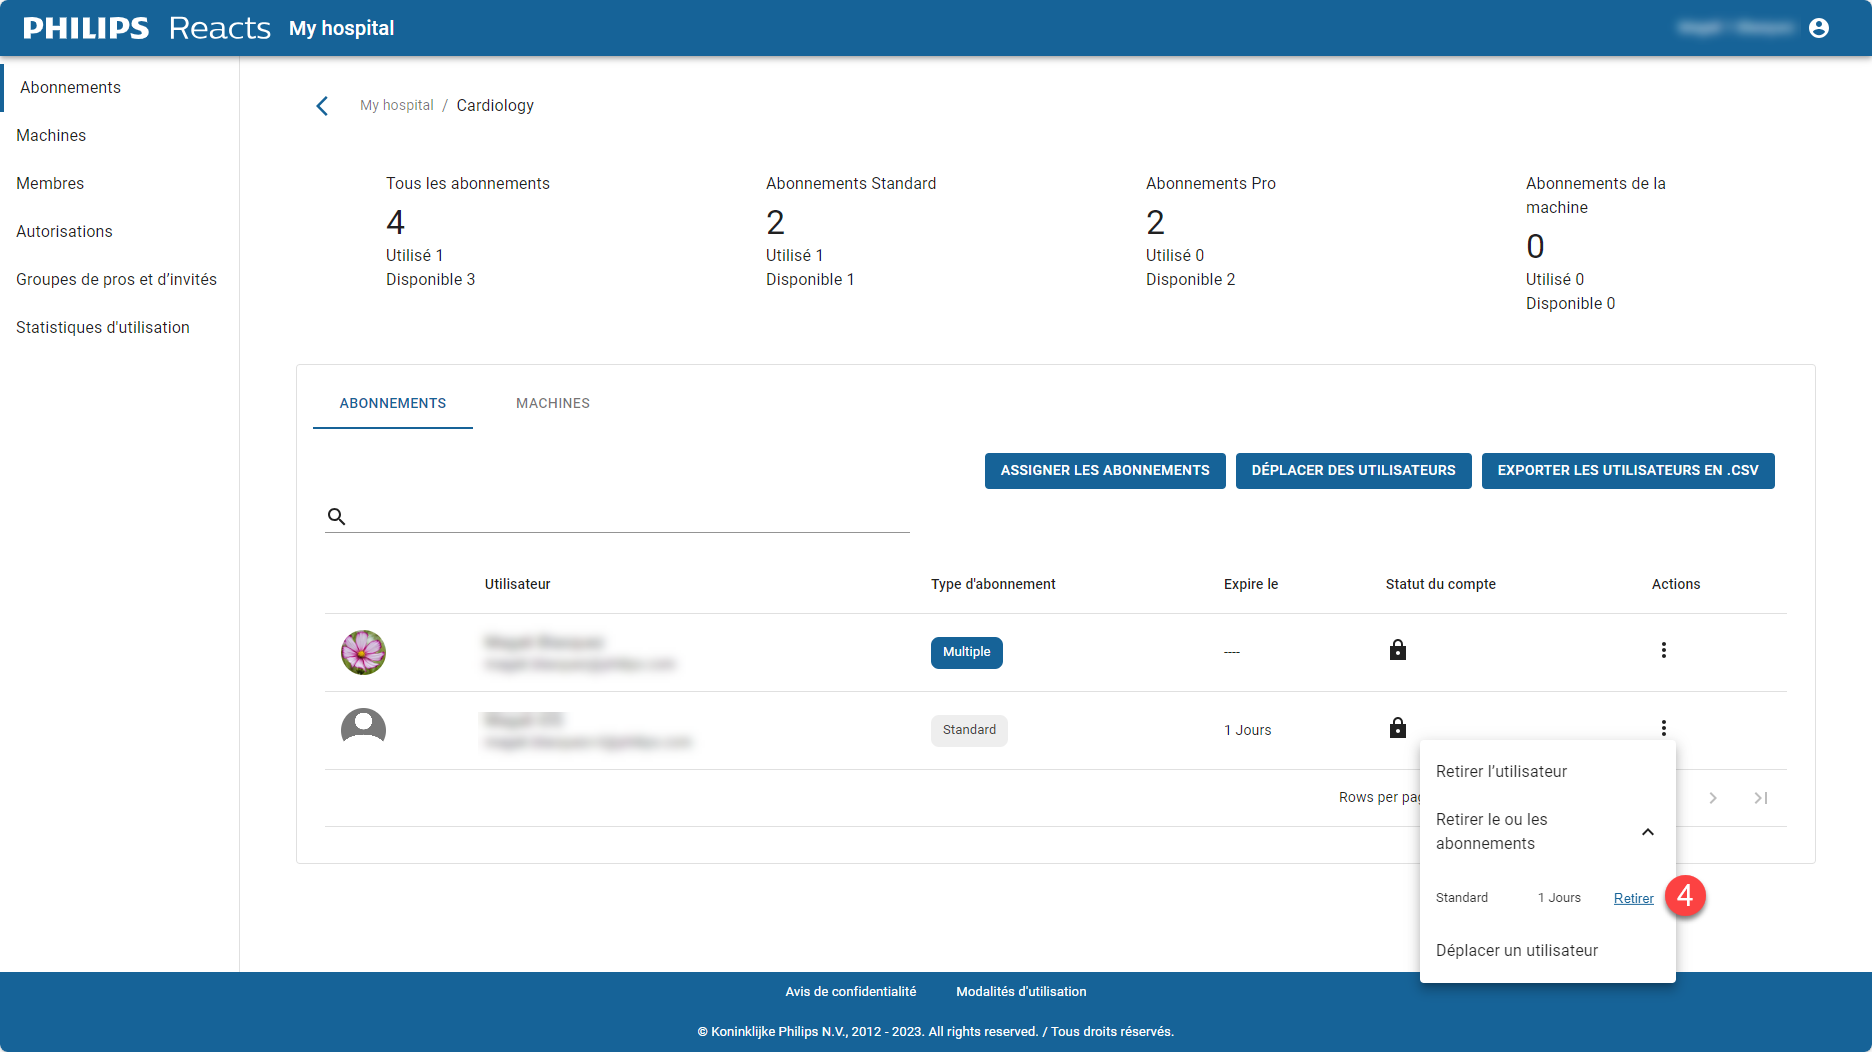 PHILIPS Reacts My hospital
Abonnements
Machines
Membres
Autorisations
Groupes de pros et d’invités
Statistiques d'utilisation
My hospital / Cardiology
Tous les abonnements
4
Utilisé 1
Disponible 3
Abonnements Standard
2
Utilisé 1
Disponible 1
Abonnements Pro
2
Utilisé 0
Disponible 2
Abonnements de la
machine
0
Utilisé 0
Disponible 0
ABONNEMENTS MACHINES
ASSIGNER LES ABONNEMENTS DÉPLACER DES UTILISATEURS EXPORTER LES UTILISATEURS EN .CSV
Utilisateur Type d'abonnement Expire le Statut du compte Actions
Multiple ----
Standard 1 Jours
Rows per
Retirer l’utilisateur
Retirer le ou les
abonnements
Standard 1 Jours Retirer 4
Déplacer un utilisateur
Avis de confidentialité Modalités d'utilisation
© Koninklijke Philips N.V., 2012 - 2023. All rights reserved. / Tous droits réservés.